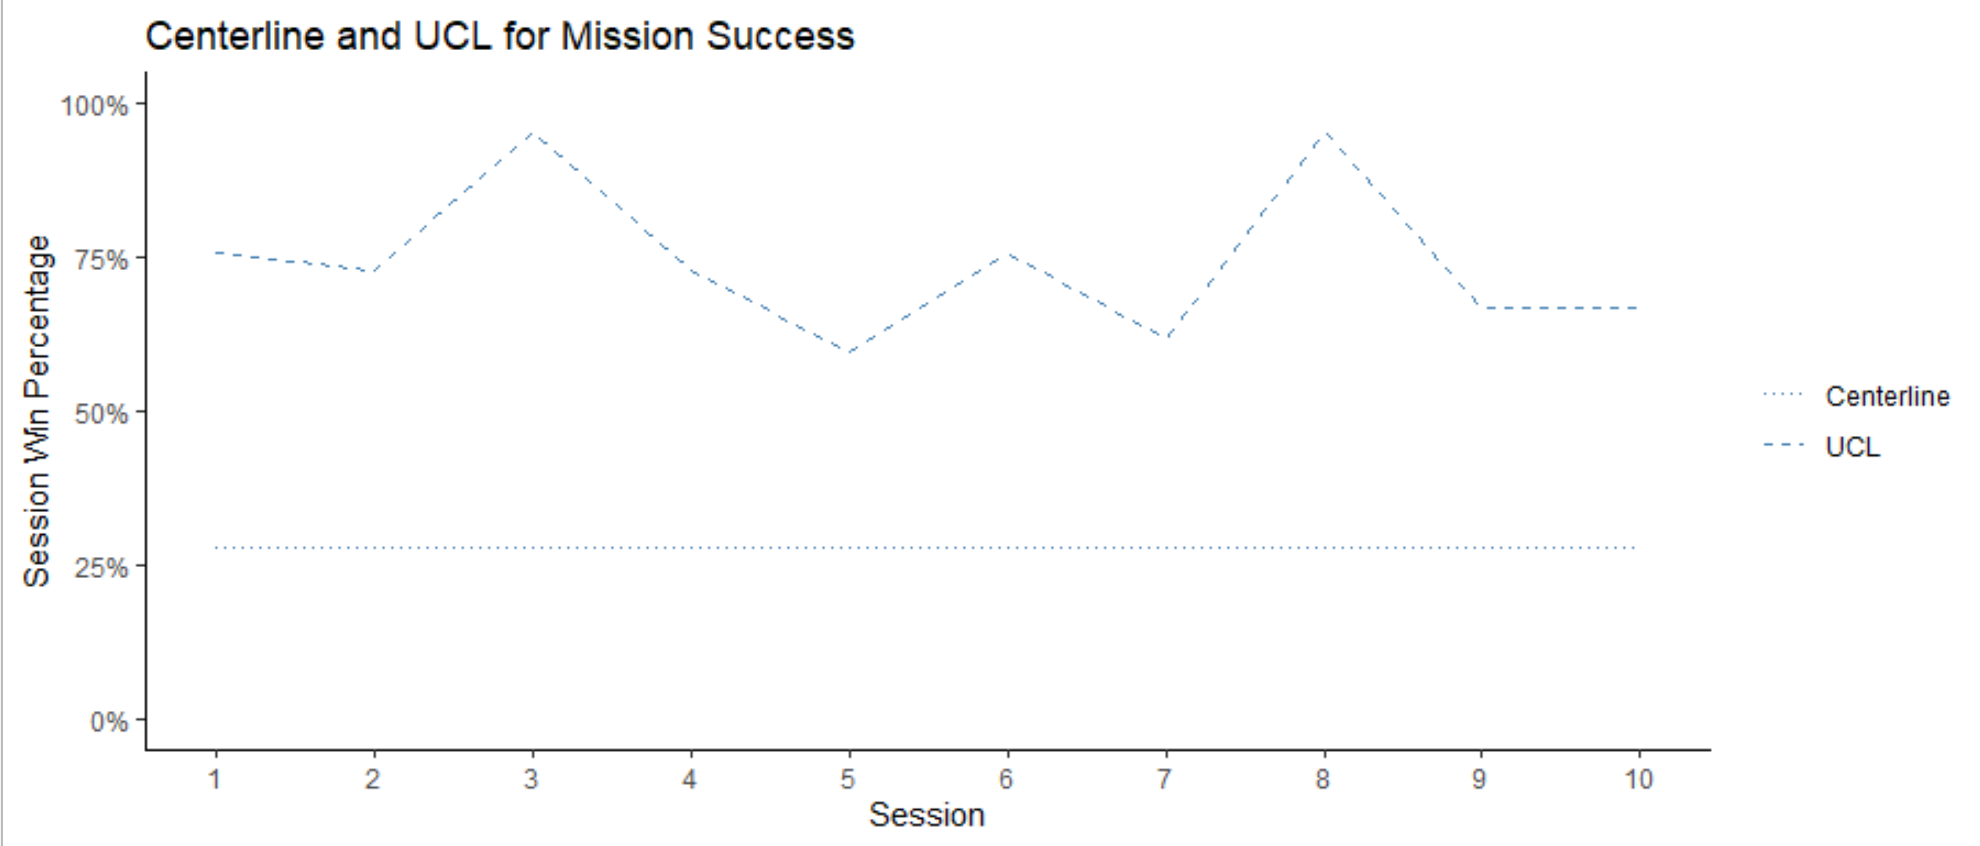 Centerline and UCL for Mission Success
Session Win Percentage
100%
75%
50%
25%
0%
1 2 3 4 5 6 7 8 9 10
Session
Centerline
UCL